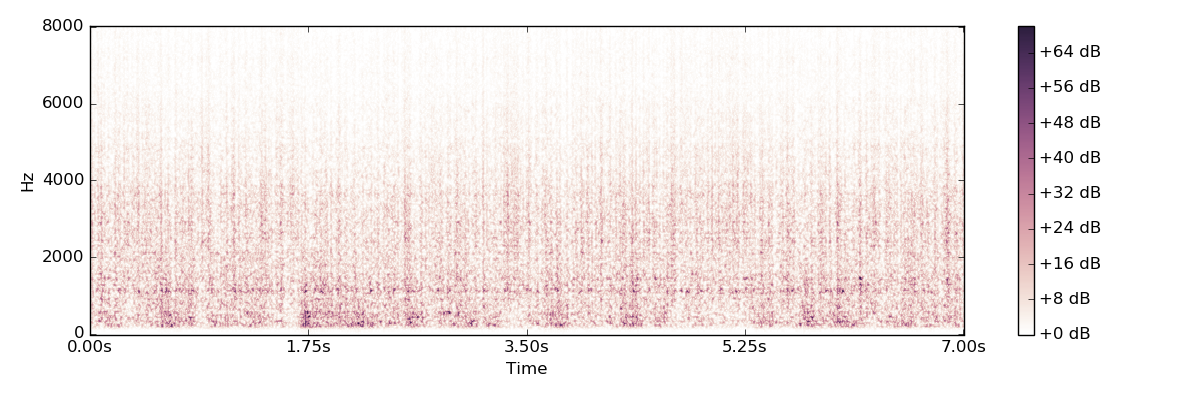 8000
6000
4000
2000
0
Hz
0.00s
1.75s
3.50s
5.25s
7.00s
Time
+64 dB
+56 dB
+48 dB
+40 dB
+32 dB
+24 dB
+16 dB
+8 dB
+0 dB